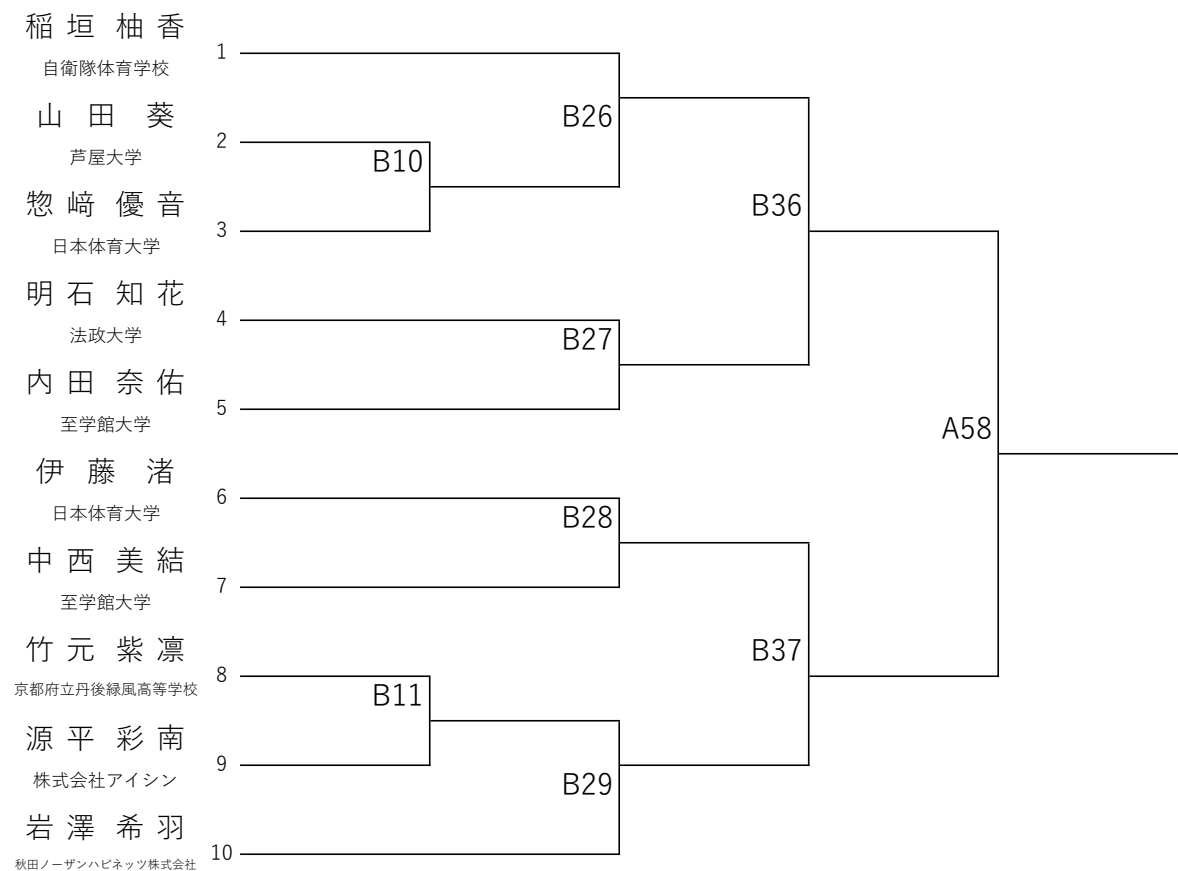 稲垣 柚香
1
自衛隊体育学校
山田 葵
B26
2
芦屋大学
B10
惣﨑 優音
B36
3
日本体育大学
明石 知花
4
法政大学
B27
内田 奈佑
5
至学館大学
A58
伊藤 渚
6
日本体育大学
B28
中西 美結
7
至学館大学
竹元 紫凛
B37
8
京都府立丹後緑風高等学校
B11
源平 彩南
9
株式会社アイシン
B29
岩澤 希羽
10
秋田ノーザンハピネッツ株式会社